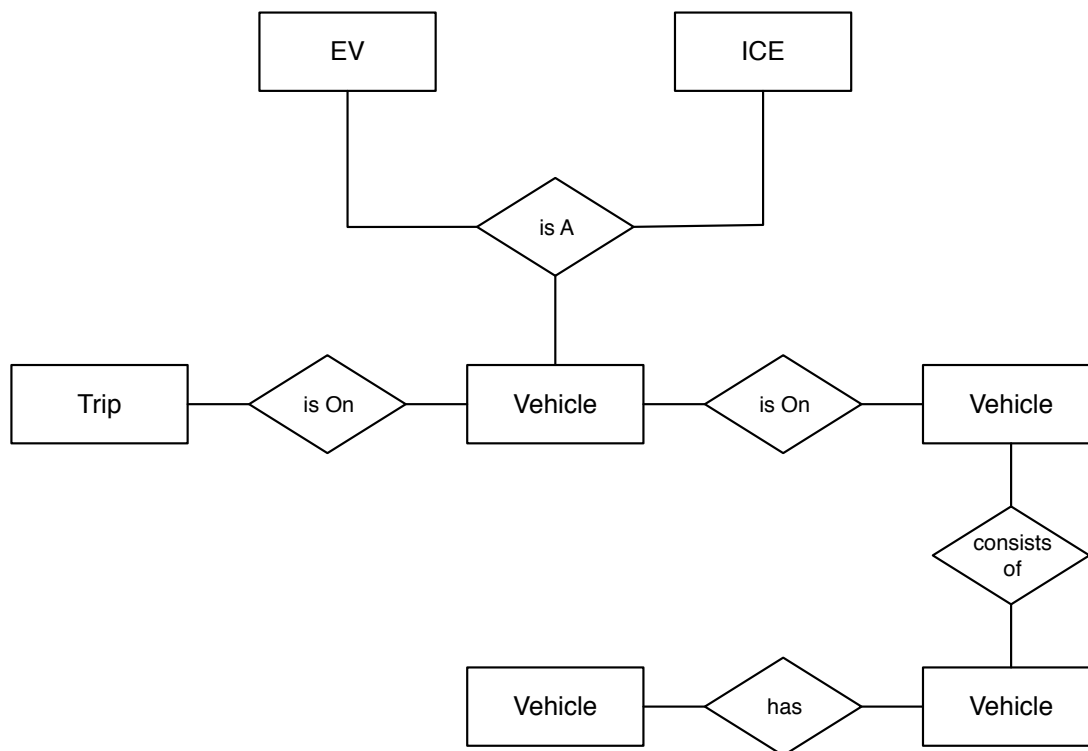 EV
ICE
is A
Trip
is On
Vehicle
is On
Vehicle
consists
of
Vehicle
has
Vehicle